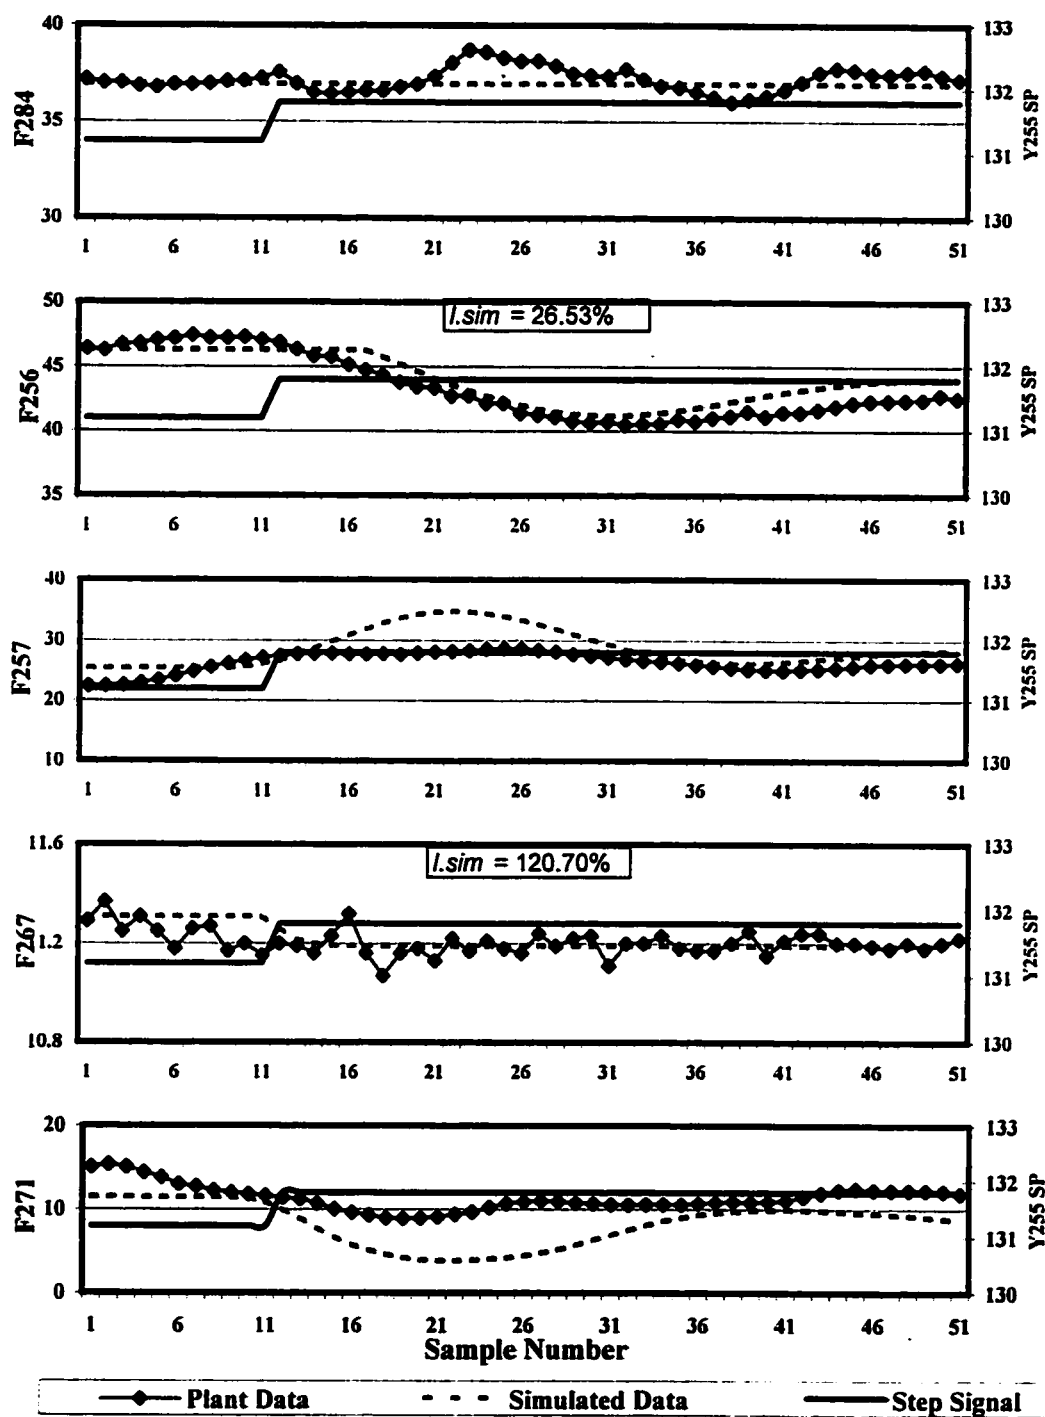 40
133
132
35
131
30
130
F284
Y255 SP
1 6 11 16 21 26 31 36 41 46 51
50
133
I.sim = 26.53%
45
132
40
131
35
130
F256
Y255 SP
1 6 11 16 21 26 31 36 41 46 51
40
133
30
132
20
131
10
130
F257
Y255 SP
1 6 11 16 21 26 31 36 41 46 51
11.6
133
I.sim = 120.70%
132
11.2
131
10.8
130
F267
Y255 SP
1 6 11 16 21 26 31 36 41 46 51
20
133
132
10
131
0
130
F271
Y255 SP
1 6 11 16 21 26 31 36 41 46 51
Sample Number
Plant Data Simulated Data Step Signal